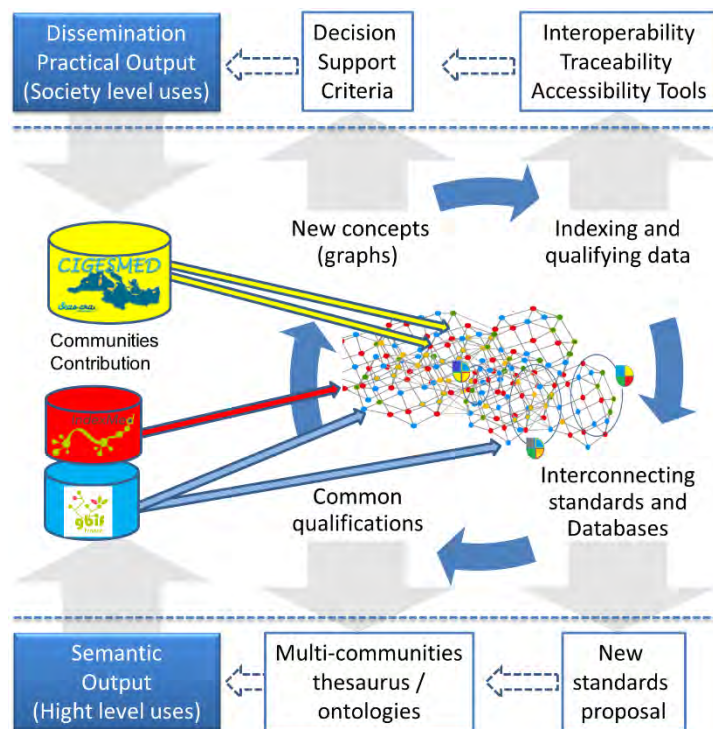 Dissemination
Practical Output
(Society level uses)
Decision
Support
Criteria
Interoperability
Traceability
Accessibility Tools
New concepts
(graphs)
Indexing and
qualifying data
CIGESMED
Communities
Contribution
gbif
Common
qualifications
Interconnecting
standards and
Databases
Semantic
Output
(Hight level uses)
Multi-communities
thesaurus /
ontologies
New
standards
proposal